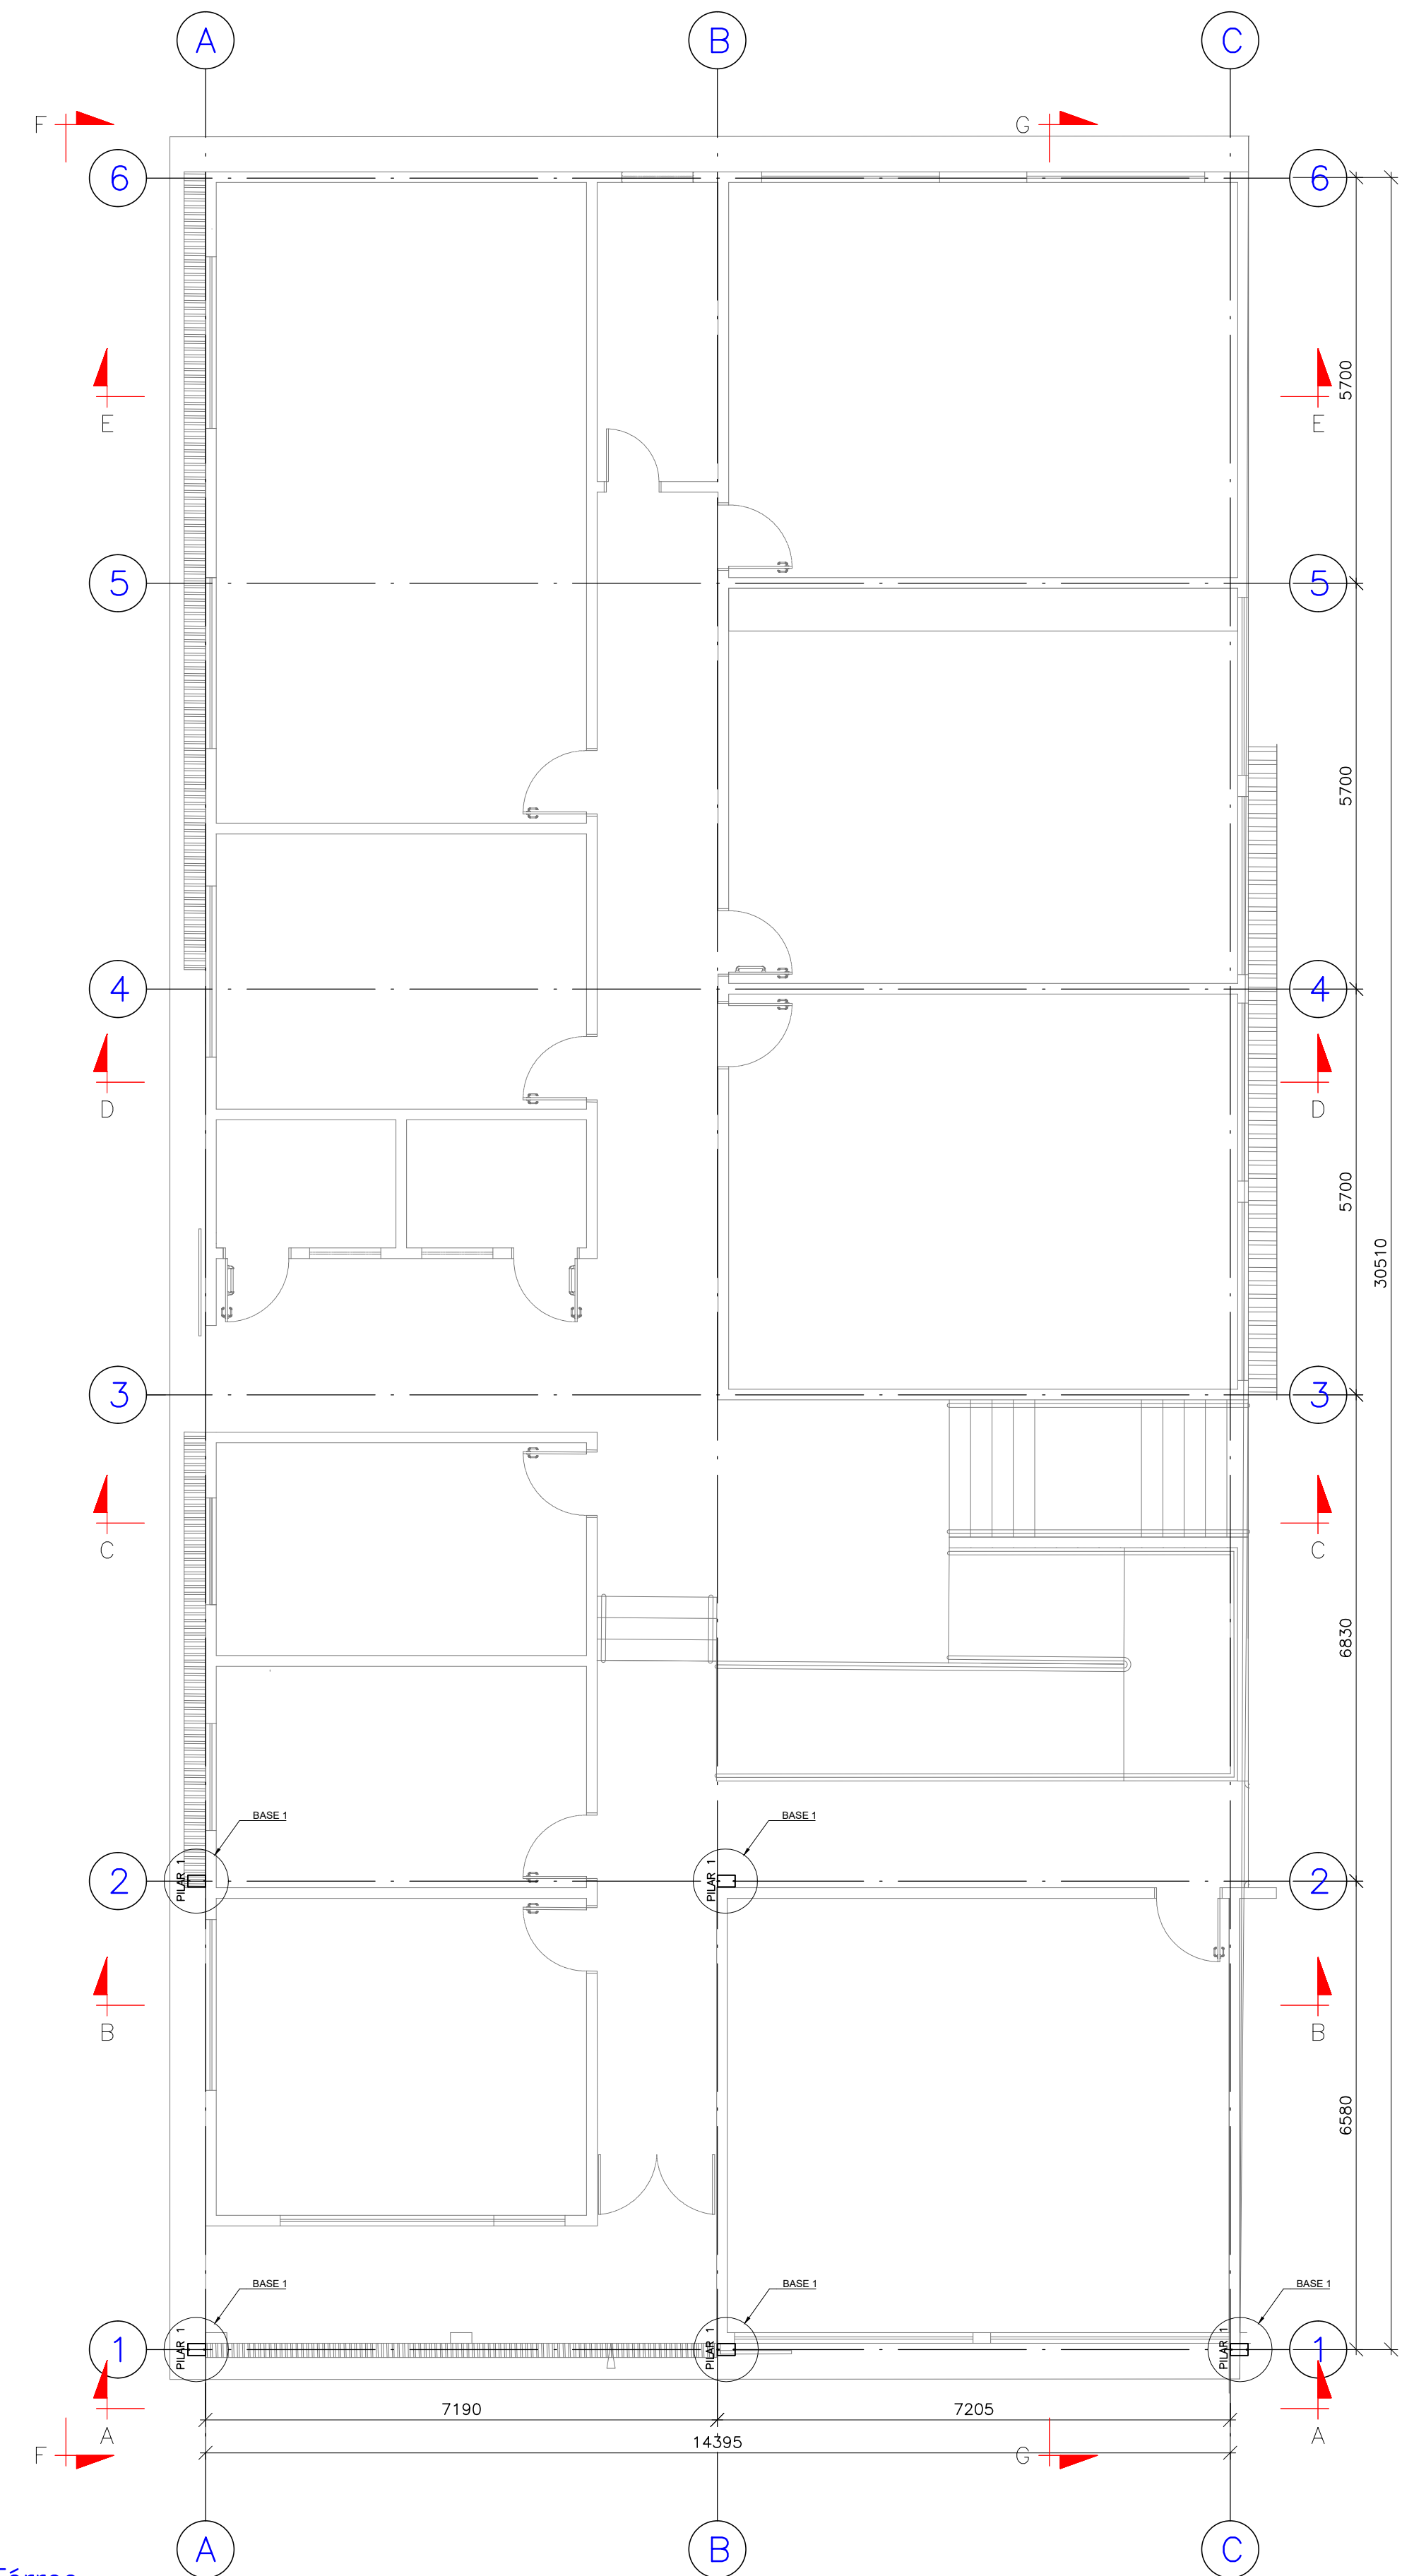 A B C
F G
6 6
5700
E E
5 5
5700
4 4
D D
5700
30510
3 3
C C
6830
BASE 1 BASE 1
PILAR 1 PILAR 1
2 2
B B
6580
BASE 1 BASE 1 BASE 1
PILAR 1 PILAR 1 PILAR 1
1 1
7190 7205
A A
14395
F G
A B C